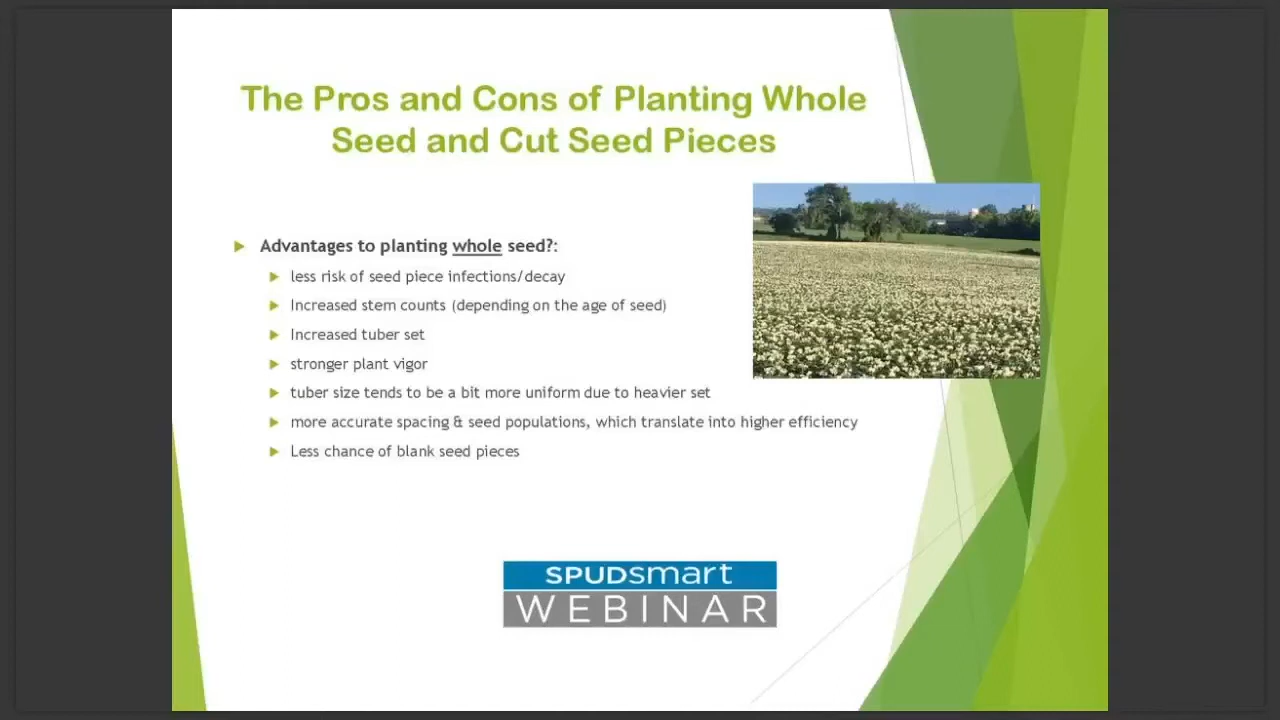 The Pros and Cons of Planting Whole
Seed and Cut Seed Pieces
Advantages to planting whole seed?:
less risk of seed piece infections/decay
Increased stem counts (depending on the age of seed)
Increased tuber set
stronger plant vigor
tuber size tends to be a bit more uniform due to heavier set
more accurate spacing & seed populations, which translate into higher efficiency
Less chance of blank seed pieces
SPUDsmart
WEBINAR